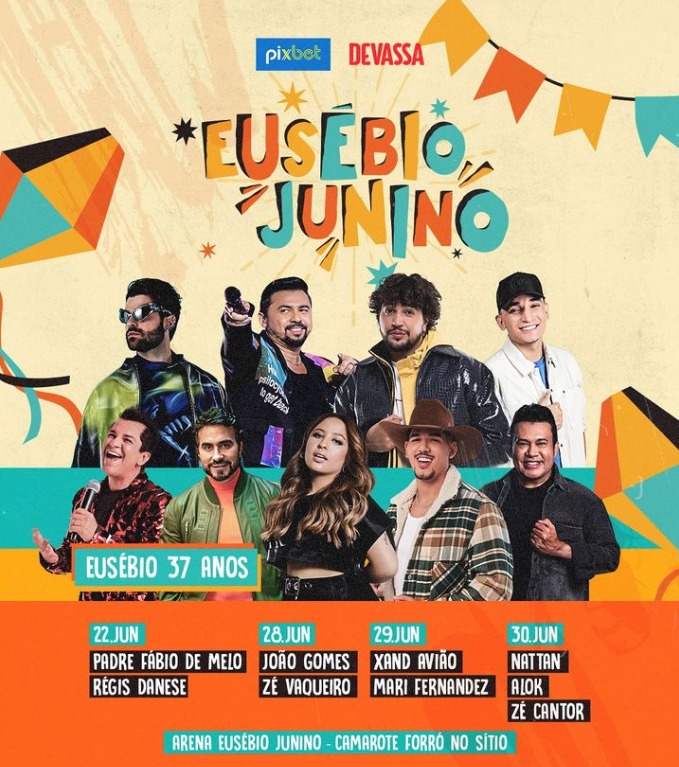 pixbet DEVASSA
EUSÉBIO
JUNINO
EUSÉBIO 37 ANOS
22.JUN
PADRE FÁBIO DE MELO
RÉGIS DANESE
28.JUN
JOÃO GOMES
ZÉ VAQUEIRO
29.JUN
XAND AVIÃO
MARI FERNANDEZ
30.JUN
NATTAN
ALOK
ZÉ CANTOR
ARENA EUSÉBIO JUNINO - CAMAROTE FORRÓ NO SÍTIO